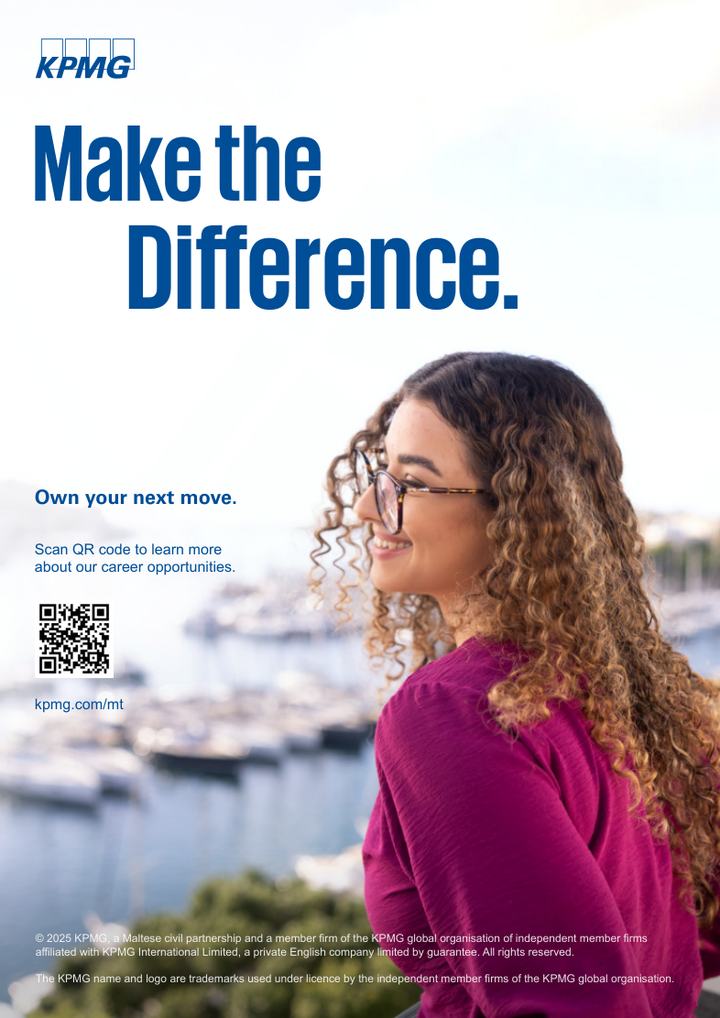 KPMG
Make the
Difference.
Own your next move.
Scan QR code to learn more
about our career opportunities.
kpmg.com/mt
© 2025 KPMG, a Maltese civil partnership and a member firm of the KPMG global organisation of independent member firms
affiliated with KPMG International Limited, a private English company limited by guarantee. All rights reserved.
The KPMG name and logo are trademarks used under licence by the independent member firms of the KPMG global organisation.